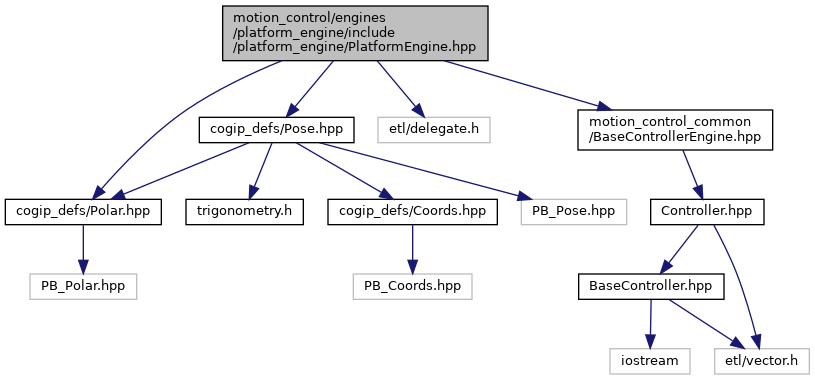 motion_control/engines
/platform_engine/include
/platform_engine/PlatformEngine.hpp
cogip_defs/Pose.hpp
etl/delegate.h
motion_control_common
/BaseControllerEngine.hpp
cogip_defs/Polar.hpp
trigonometry.h
cogip_defs/Coords.hpp
PB_Pose.hpp
Controller.hpp
PB_Polar.hpp
PB_Coords.hpp
BaseController.hpp
iostream
etl/vector.h